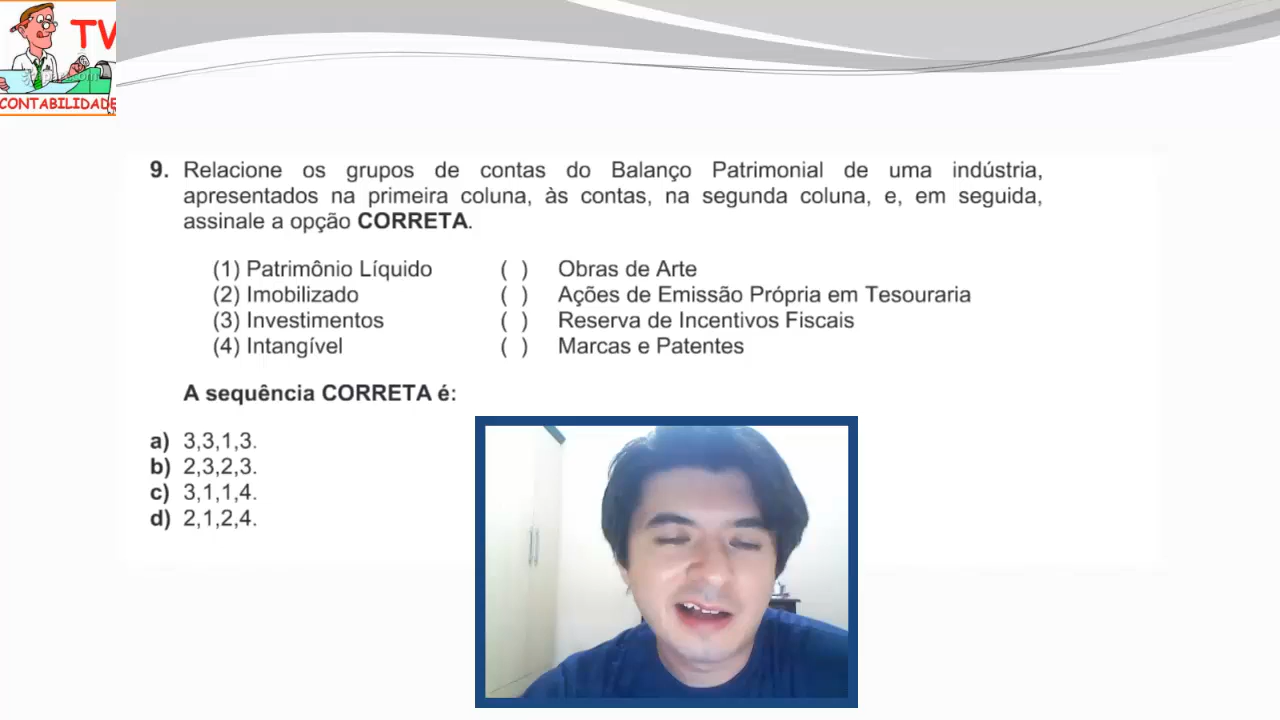 TV
CONTABILIDADE
9. Relacione os grupos de contas do Balanço Patrimonial de uma indústria,
apresentados na primeira coluna, às contas, na segunda coluna, e, em seguida,
assinale a opção CORRETA.
(1) Patrimônio Líquido ( ) Obras de Arte
(2) Imobilizado ( ) Ações de Emissão Própria em Tesouraria
(3) Investimentos ( ) Reserva de Incentivos Fiscais
(4) Intangível ( ) Marcas e Patentes
A sequência CORRETA é:
a) 3,3,1,3.
b) 2,3,2,3.
c) 3,1,1,4.
d) 2,1,2,4.